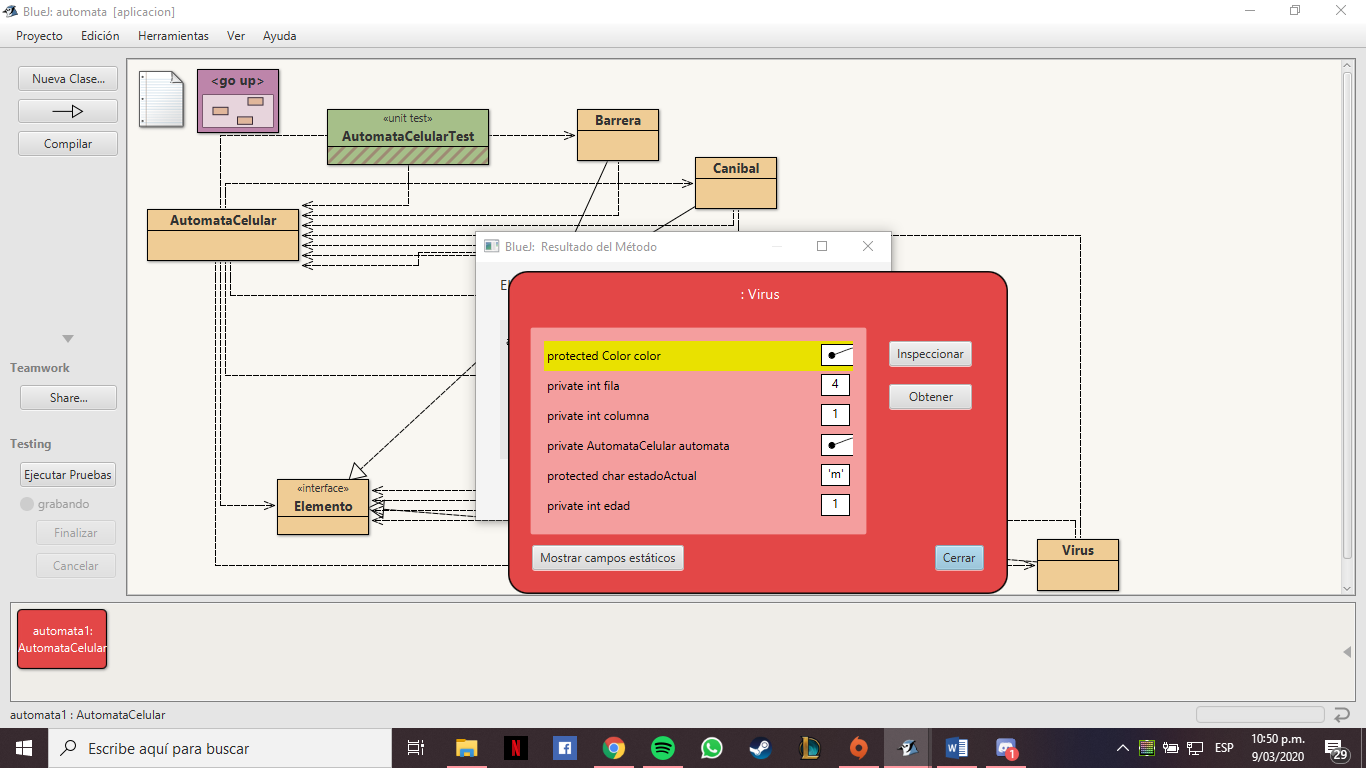 BlueJ: automata [aplicacion]
Proyecto Edición Herramientas Ver Ayuda
Nueva Clase...
Compilar
<go up>
«unit test»
AutomataCelularTest
Barrera
Canibal
AutomataCelular
BlueJ: Resultado del Método
: Virus
protected Color color
private int fila 4
private int columna 1
private AutomataCelular automata
protected char estadoActual 'm'
private int edad 1
Inspeccionar
Obtener
Mostrar campos estáticos
Cerrar
Teamwork
Share...
Testing
Ejecutar Pruebas
grabando
Finalizar
Cancelar
«interface»
Elemento
Virus
automata1:
AutomataCelular
automata1 : AutomataCelular
Escribe aquí para buscar
ESP
10:50 p.m.
9/03/2020
29
1